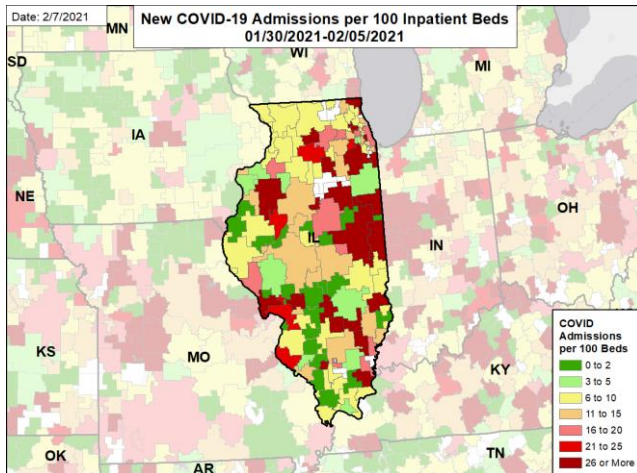 Date: 2/7/2021
New COVID-19 Admissions per 100 Inpatient Beds
01/30/2021-02/05/2021
MN
WI
SD
MI
IA
NE
OH
IL
IN
KS
MO
KY
OK
AR
TN
COVID
Admissions
per 100 Beds
0 to 2
3 to 5
6 to 10
11 to 15
16 to 20
21 to 25
26 or More